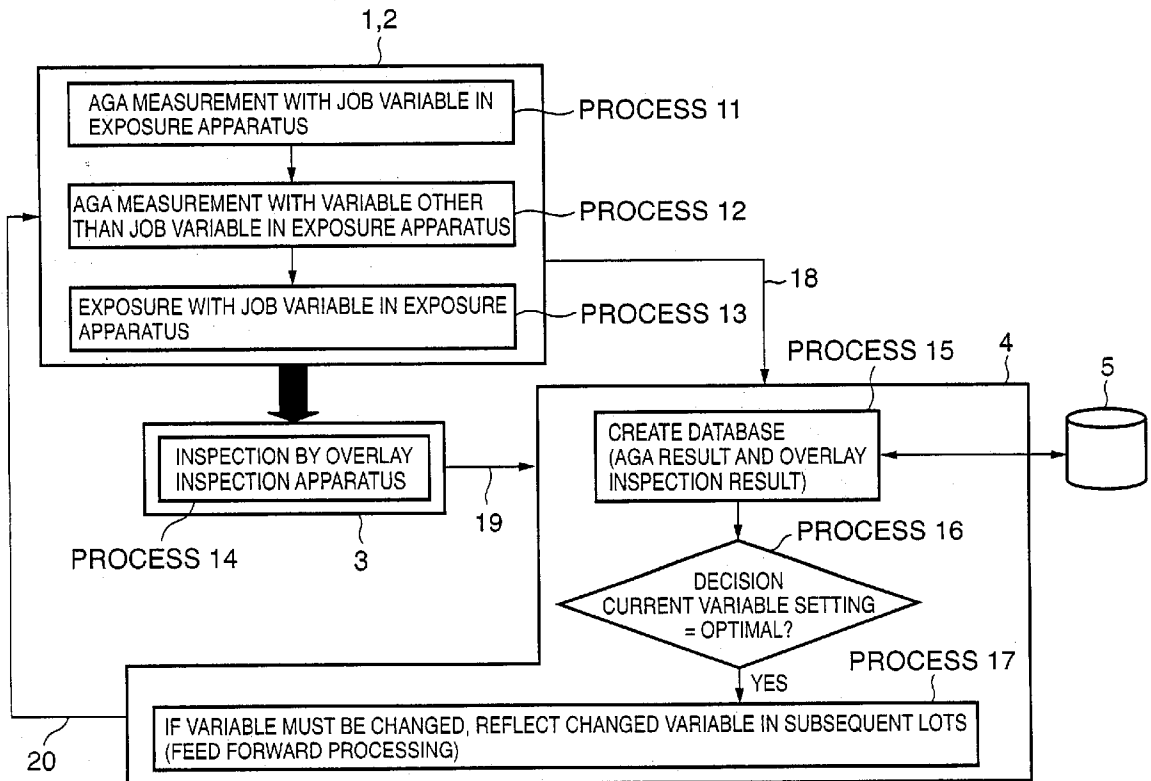 1,2
AGA MEASUREMENT WITH JOB VARIABLE IN
EXPOSURE APPARATUS
PROCESS 11
AGA MEASUREMENT WITH VARIABLE OTHER
THAN JOB VARIABLE IN EXPOSURE APPARATUS
PROCESS 12
EXPOSURE WITH JOB VARIABLE IN EXPOSURE
APPARATUS
PROCESS 13
18
PROCESS 15
4
5
CREATE DATABASE
(AGA RESULT AND OVERLAY
INSPECTION RESULT)
INSPECTION BY OVERLAY
INSPECTION APPARATUS
19
PROCESS 14
3
PROCESS 16
DECISION
CURRENT VARIABLE SETTING
= OPTIMAL?
YES
PROCESS 17
IF VARIABLE MUST BE CHANGED, REFLECT CHANGED VARIABLE IN SUBSEQUENT LOTS
(FEED FORWARD PROCESSING)
20